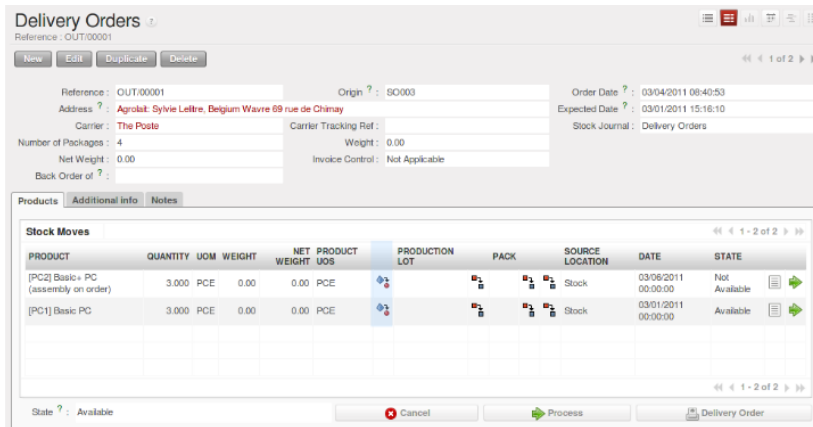 Delivery Orders ?
Reference : OUT/00001
New Edit Duplicate Delete
1 of 2
Reference : OUT/00001 Origin ? : SO003 Order Date ? : 03/04/2011 08:40:53
Address ? : Agrolait: Sylvie Lelitre, Belgium Wavre 69 rue de Chimay Expected Date ? : 03/01/2011 15:16:10
Carrier : The Poste Carrier Tracking Ref : Stock Journal : Delivery Orders
Number of Packages : 4 Weight : 0.00
Net Weight : 0.00 Invoice Control : Not Applicable
Back Order of ? :
Products Additional info Notes
Stock Moves 1 - 2 of 2
PRODUCT QUANTITY UOM WEIGHT NET WEIGHT PRODUCT UOS PRODUCTION LOT PACK SOURCE LOCATION DATE STATE
[PC2] Basic+ PC (assembly on order) 3.000 PCE 0.00 0.00 PCE Stock 03/06/2011 00:00:00 Not Available
[PC1] Basic PC 3.000 PCE 0.00 0.00 PCE Stock 03/01/2011 00:00:00 Available
1 - 2 of 2
State ? : Available Cancel Process Delivery Order